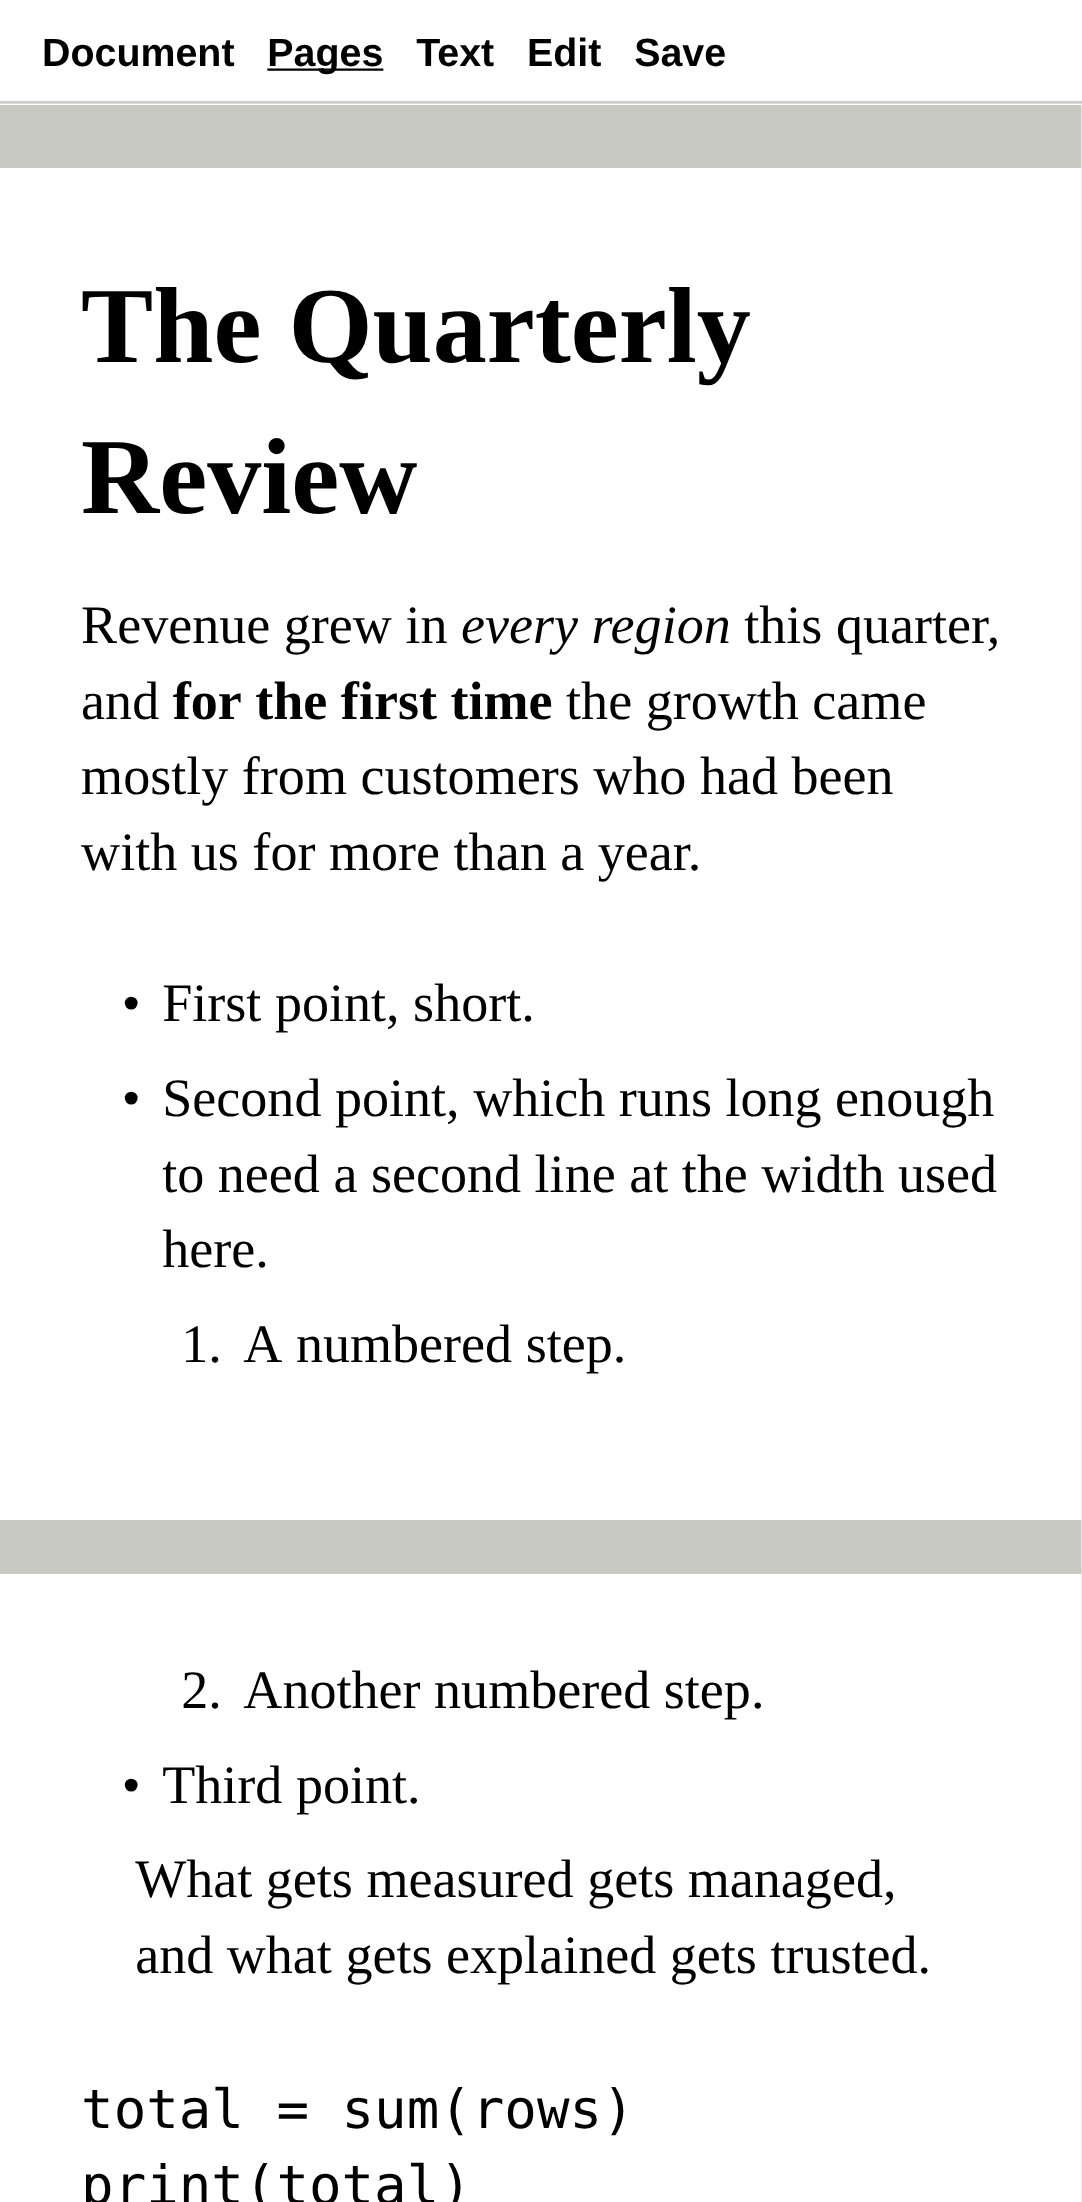 Document Pages Text Edit Save
The Quarterly
Review
Revenue grew in every region this quarter,
and for the first time the growth came
mostly from customers who had been
with us for more than a year.
• First point, short.
• Second point, which runs long enough
to need a second line at the width used
here.
1. A numbered step.
2. Another numbered step.
• Third point.
What gets measured gets managed,
and what gets explained gets trusted.
total = sum(rows)
print(total)